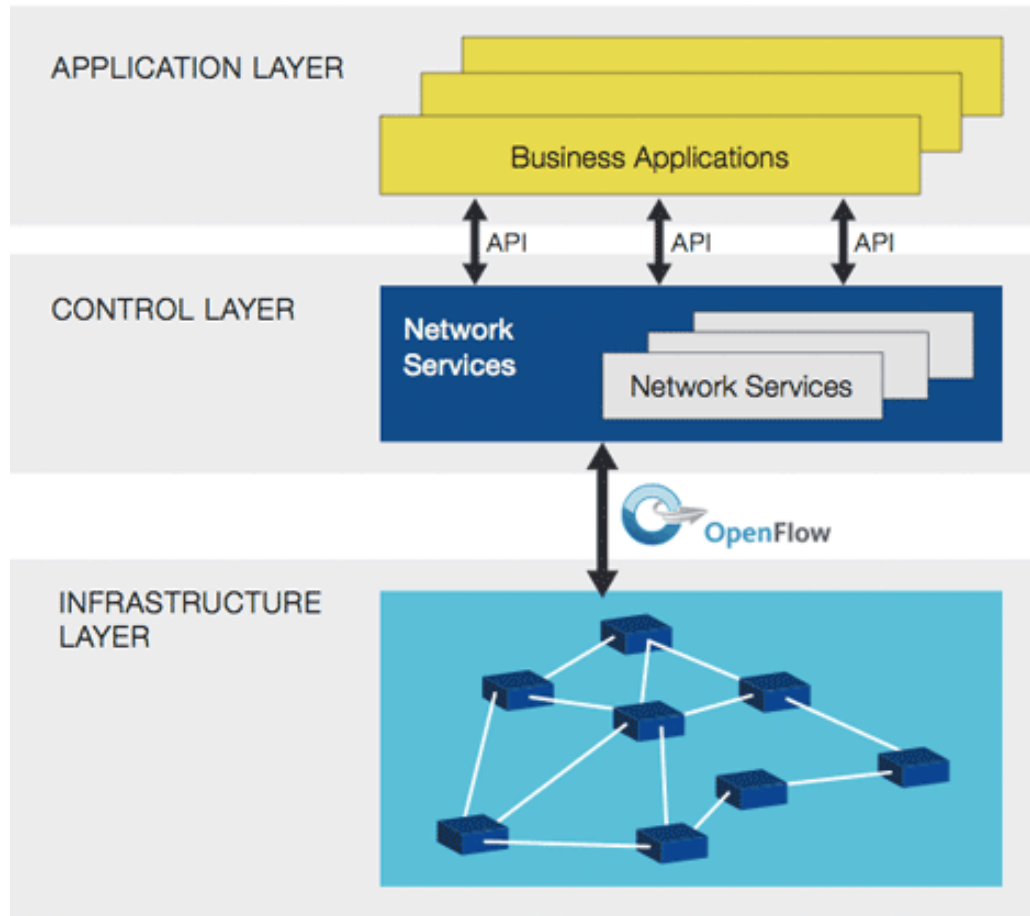 APPLICATION LAYER
Business Applications
API
API
API
CONTROL LAYER
Network
Services
Network Services
OpenFlow
INFRASTRUCTURE
LAYER